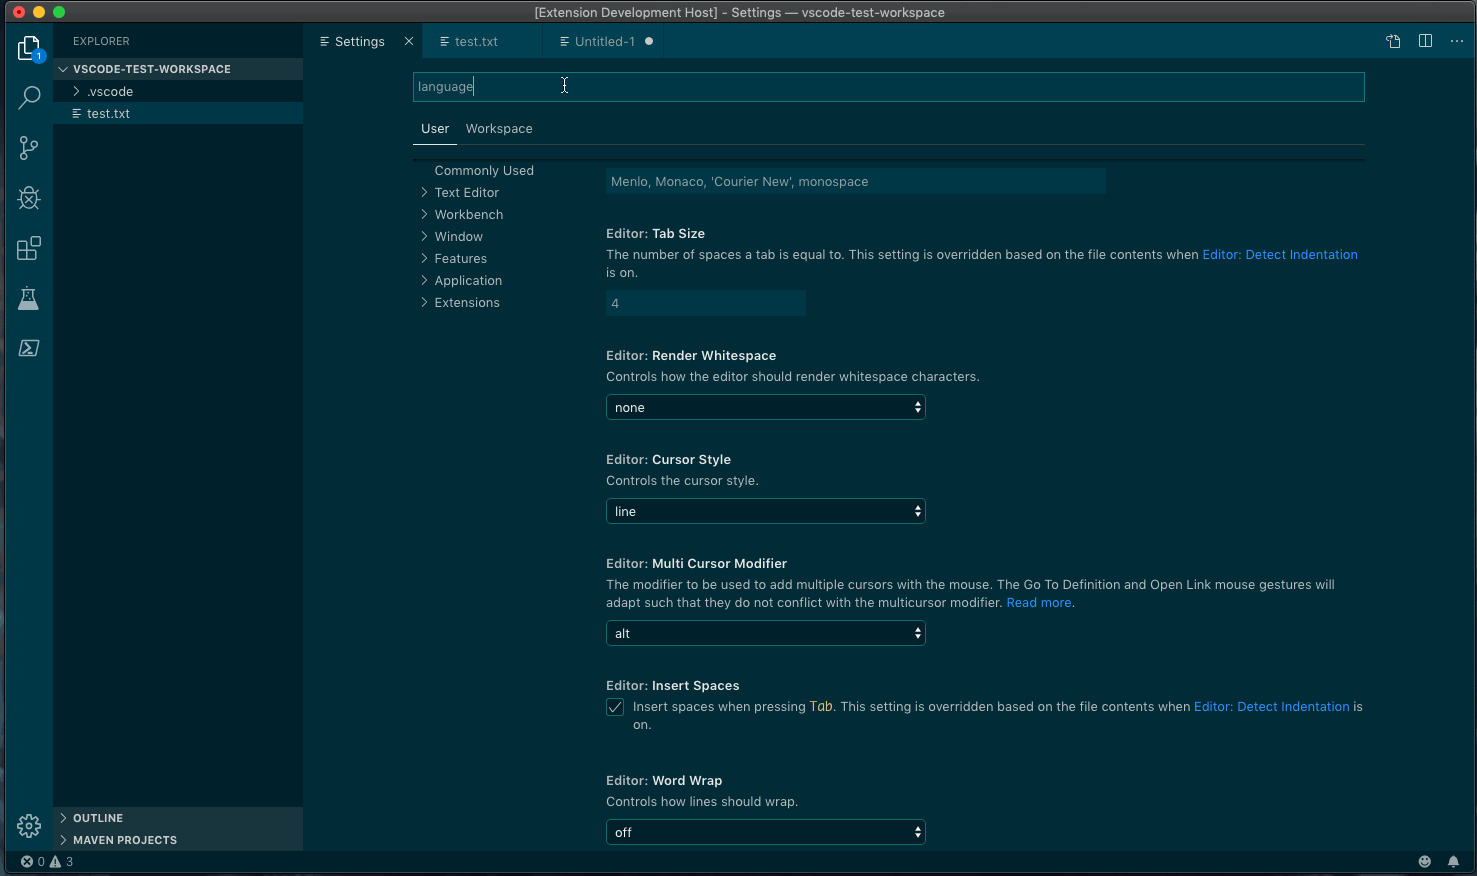 [Extension Development Host] - Settings — vscode-test-workspace
EXPLORER
VSCODE-TEST-WORKSPACE
.vscode
test.txt
OUTLINE
MAVEN PROJECTS
1
Settings
test.txt
Untitled-1
language
User
Workspace
Commonly Used
Text Editor
Workbench
Window
Features
Application
Extensions
Menlo, Monaco, 'Courier New', monospace
Editor: Tab Size
The number of spaces a tab is equal to. This setting is overridden based on the file contents when Editor: Detect Indentation
is on.
4
Editor: Render Whitespace
Controls how the editor should render whitespace characters.
none
Editor: Cursor Style
Controls the cursor style.
line
Editor: Multi Cursor Modifier
The modifier to be used to add multiple cursors with the mouse. The Go To Definition and Open Link mouse gestures will
adapt such that they do not conflict with the multicursor modifier. Read more.
alt
Editor: Insert Spaces
Insert spaces when pressing Tab. This setting is overridden based on the file contents when Editor: Detect Indentation is
on.
Editor: Word Wrap
Controls how lines should wrap.
off
0 3